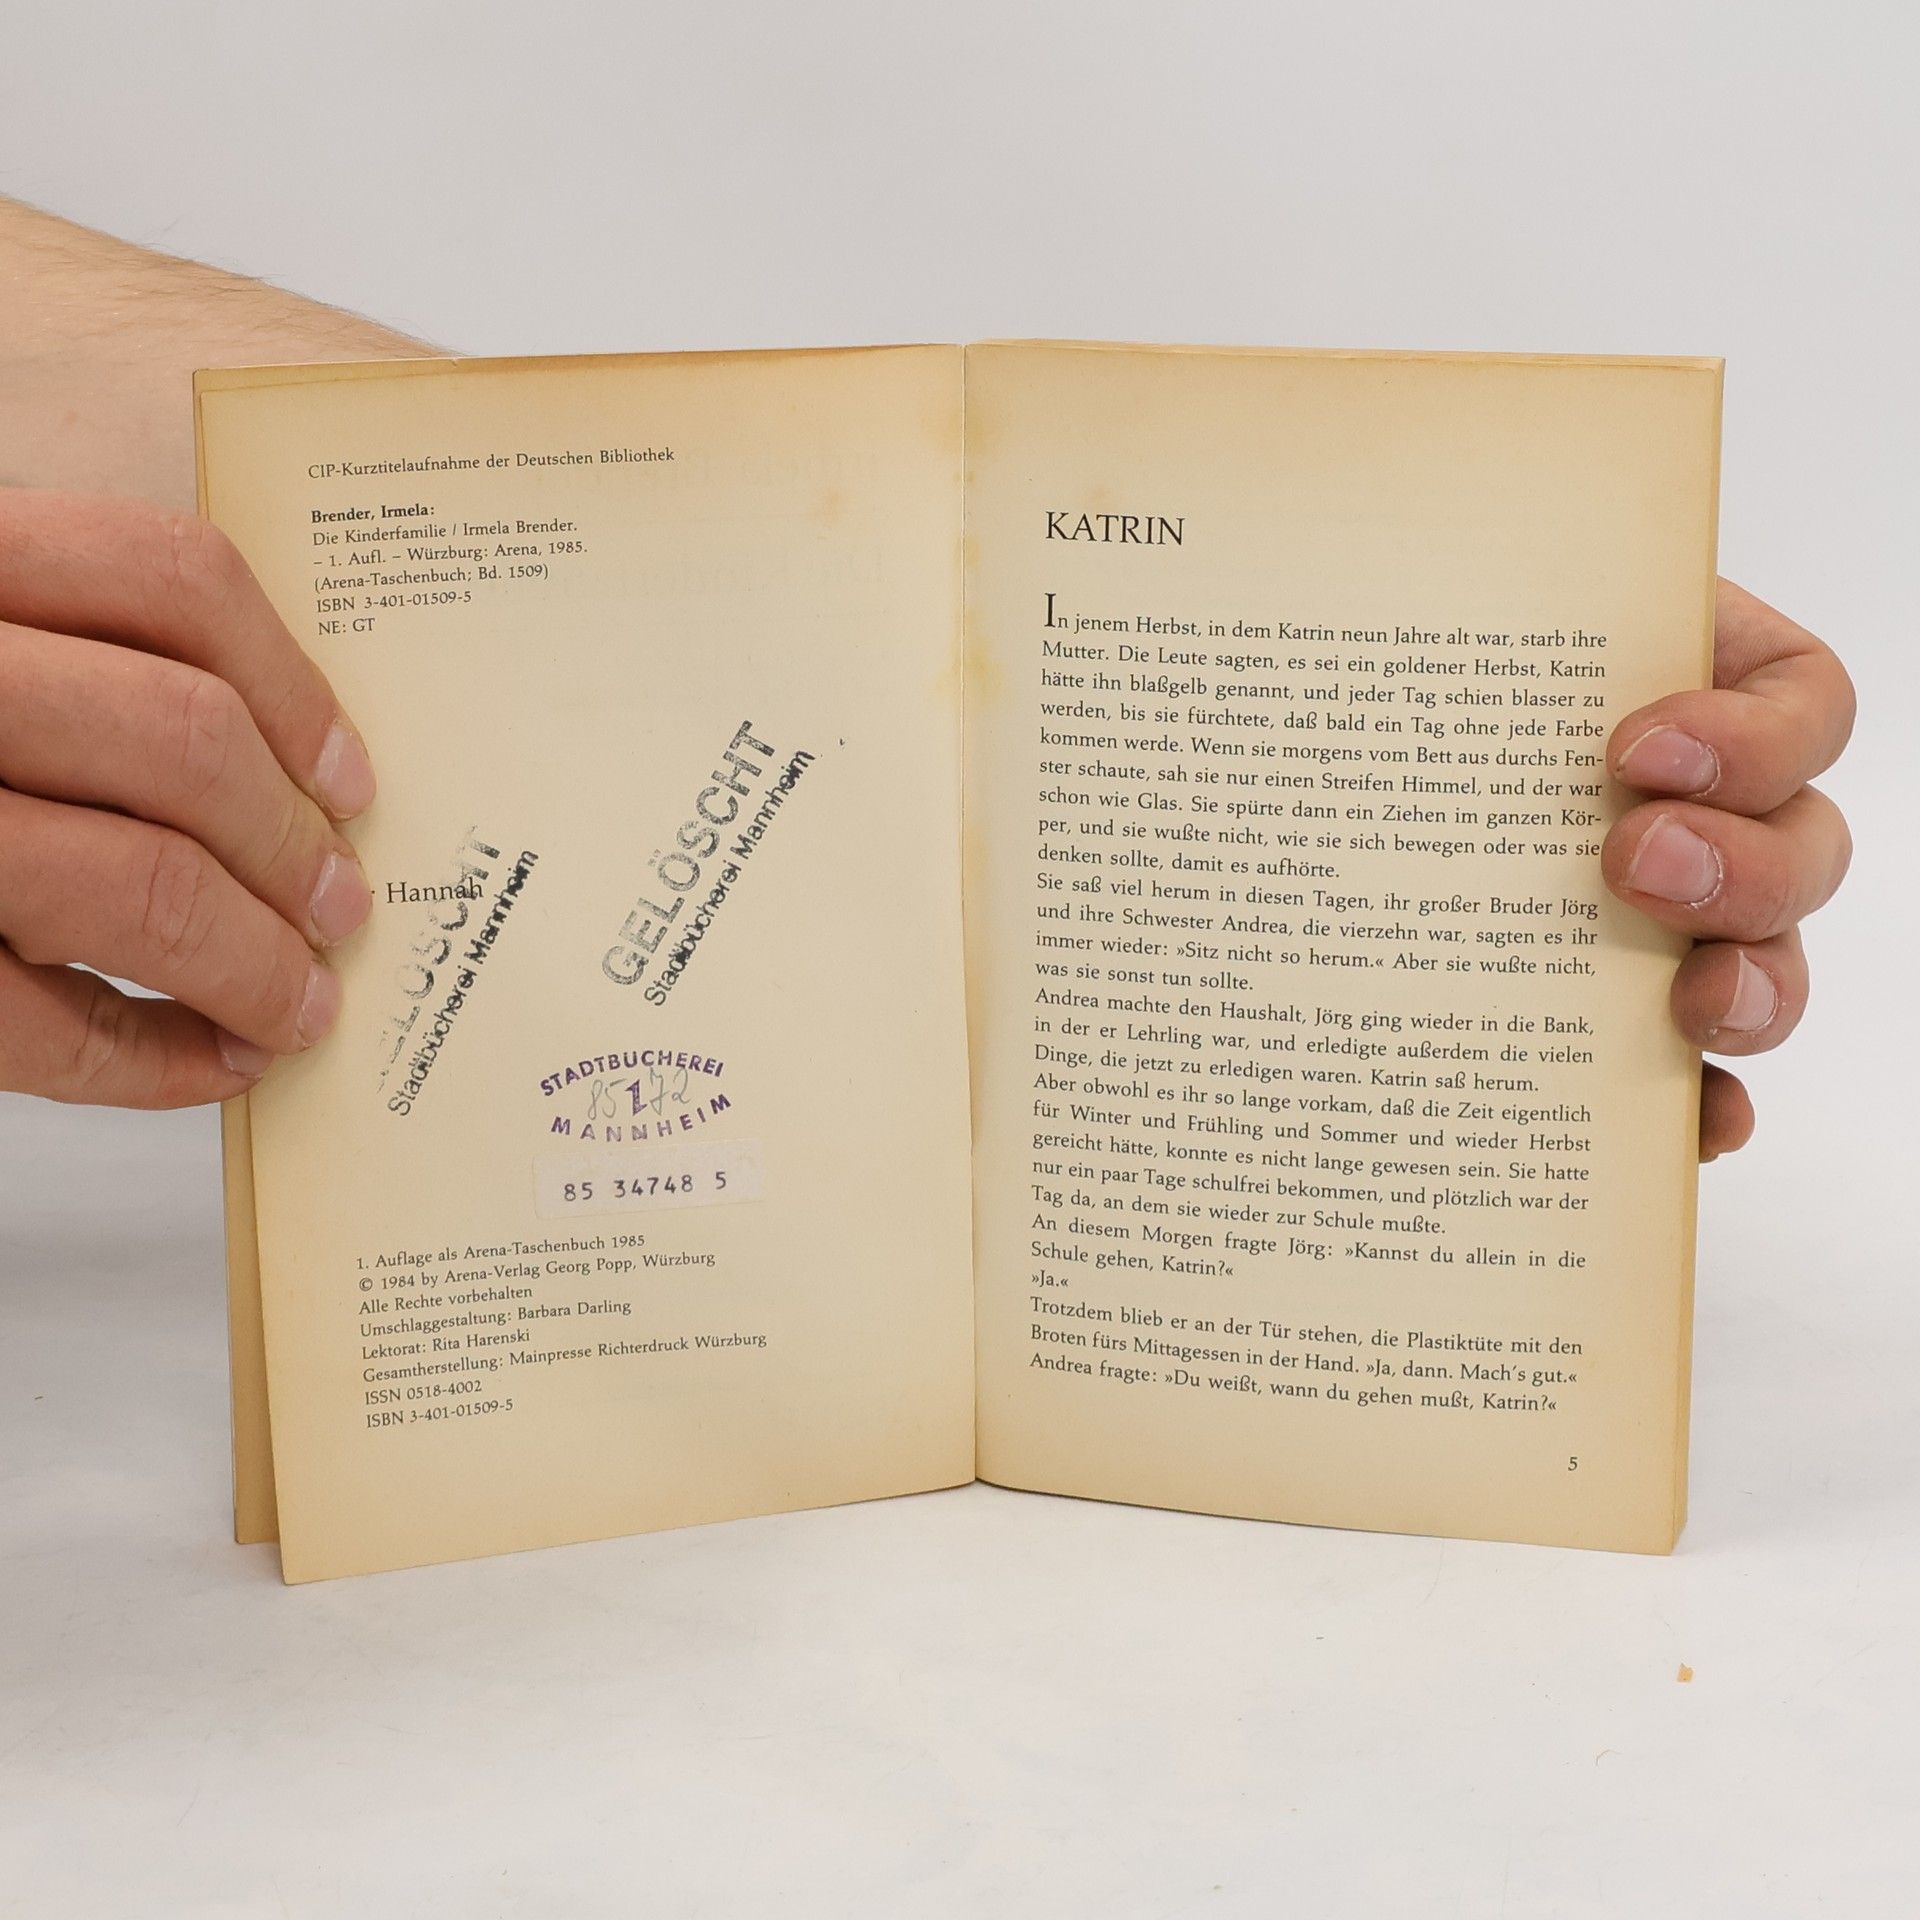 CIP-Kurztitelaufnahme der Deutschen Bibliothek
Brender, Irmela:
Die Kinderfamilie / Irmela Brender.
– 1. Aufl. – Würzburg: Arena, 1985.
(Arena-Taschenbuch; Bd. 1509)
ISBN 3-401-01509-5
NE: GT
Hannah
GELÖSCHT
Stadtbücherei Mannheim
GELÖSCHT
Stadtbücherei Mannheim
STADTBÜCHEREI
85 172
MANNHEIM
85 34748 5
1. Auflage als Arena-Taschenbuch 1985
© 1984 by Arena-Verlag Georg Popp, Würzburg
Alle Rechte vorbehalten
Umschlaggestaltung: Barbara Darling
Lektorat: Rita Harenski
Gesamtherstellung: Mainpresse Richterdruck Würzburg
ISSN 0518-4002
ISBN 3-401-01509-5
KATRIN
In jenem Herbst, in dem Katrin neun Jahre alt war, starb ihre
Mutter. Die Leute sagten, es sei ein goldener Herbst, Katrin
hätte ihn blaßgelb genannt, und jeder Tag schien blasser zu
werden, bis sie fürchtete, daß bald ein Tag ohne jede Farbe
kommen werde. Wenn sie morgens vom Bett aus durchs Fen-
ster schaute, sah sie nur einen Streifen Himmel, und der war
schon wie Glas. Sie spürte dann ein Ziehen im ganzen Kör-
per, und sie wußte nicht, wie sie sich bewegen oder was sie
denken sollte, damit es aufhörte.
Sie saß viel herum in diesen Tagen, ihr großer Bruder Jörg
und ihre Schwester Andrea, die vierzehn war, sagten es ihr
immer wieder: »Sitz nicht so herum.« Aber sie wußte nicht,
was sie sonst tun sollte.
Andrea machte den Haushalt, Jörg ging wieder in die Bank,
in der er Lehrling war, und erledigte außerdem die vielen
Dinge, die jetzt zu erledigen waren. Katrin saß herum.
Aber obwohl es ihr so lange vorkam, daß die Zeit eigentlich
für Winter und Frühling und Sommer und wieder Herbst
gereicht hätte, konnte es nicht lange gewesen sein. Sie hatte
nur ein paar Tage schulfrei bekommen, und plötzlich war der
Tag da, an dem sie wieder zur Schule mußte.
An diesem Morgen fragte Jörg: »Kannst du allein in die
Schule gehen, Katrin?«
»Ja.«
Trotzdem blieb er an der Tür stehen, die Plastiktüte mit den
Broten fürs Mittagessen in der Hand. »Ja, dann. Mach's gut.«
Andrea fragte: »Du weißt, wann du gehen mußt, Katrin?«
5